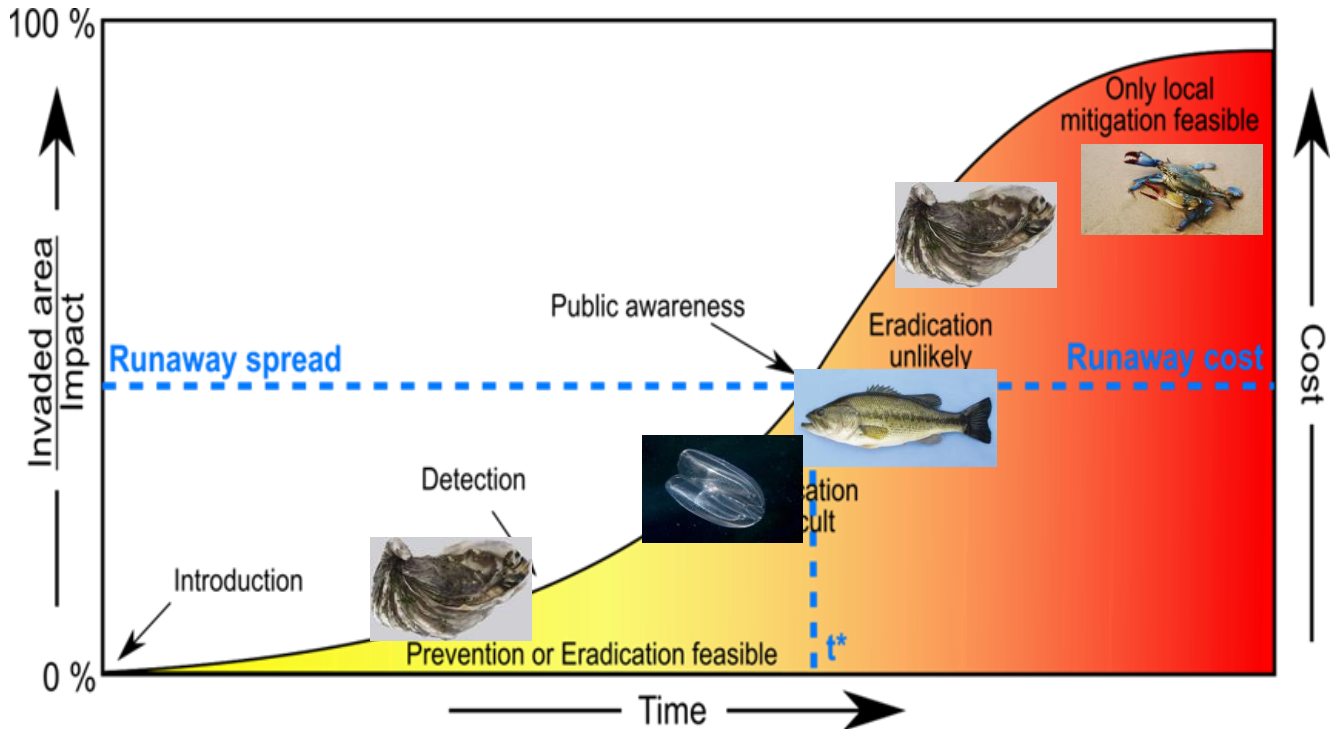 100 %
Only local
mitigation feasible
Public awareness
Eradication
unlikely
Runaway spread
Runaway cost
Invaded area
Impact
Cost
Detection
Introduction
Prevention or Eradication feasible
t*
0 %
Time